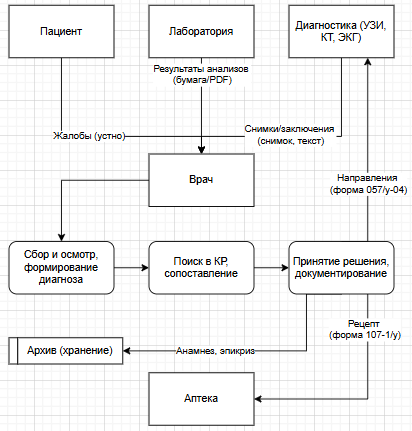 Пациент
Лаборатория
Диагностика (УЗИ,
КТ, ЭКГ)
Результаты анализов
(бумага/PDF)
Жалобы (устно)
Снимки/заключения
(снимок, текст)
Врач
Направления
(форма 057/у-04)
Сбор и осмотр,
формирование
диагноза
Поиск в КР,
сопоставление
Принятие решения,
документирование
Рецепт
(форма 107-1/у)
Архив (хранение)
Анамнез, эпикриз
Аптека